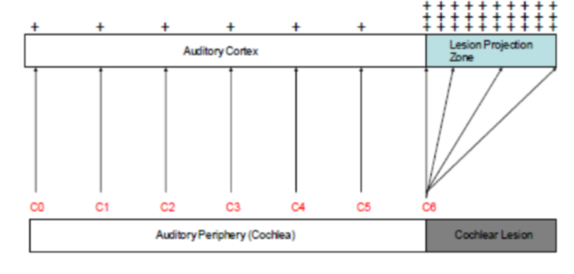 + + + + + + + + + +
+ + + + + + + + + +
+ + + + + + + + + + + + + + + +
Auditory Cortex
Lesion Projection
Zone
C0 C1 C2 C3 C4 C5 C6
Auditory Periphery (Cochlea)
Cochlear Lesion